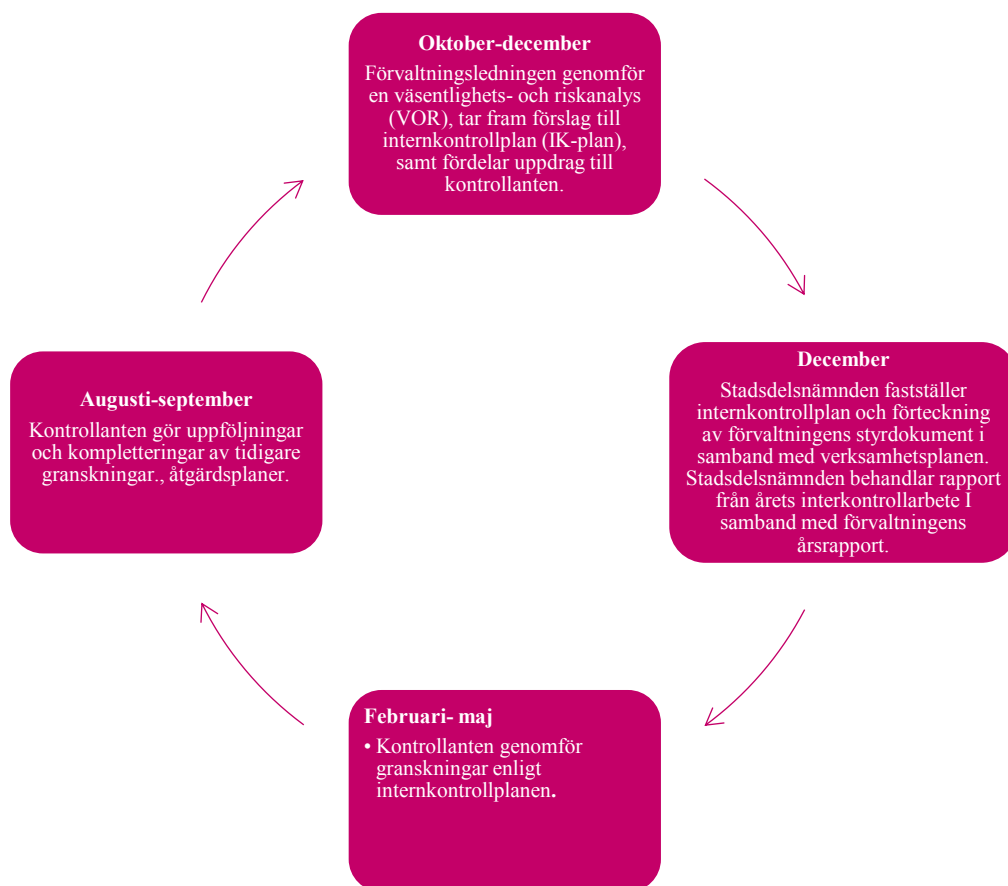 Oktober-december
Förvaltningsledningen genomför
en väsentlighets- och riskanalys
(VOR), tar fram förslag till
internkontrollplan (IK-plan),
samt fördelar uppdrag till
kontrollanten.
December
Stadsdelsnämnden fastställer
internkontrollplan och förteckning
av förvaltningens styrdokument i
samband med verksamhetsplanen.
Stadsdelsnämnden behandlar rapport
från årets interkontrollarbete I
samband med förvaltningens
årsrapport.
Februari- maj
• Kontrollanten genomför
granskningar enligt
internkontrollplanen.
Augusti-september
Kontrollanten gör uppföljningar
och kompletteringar av tidigare
granskningar., åtgärdsplaner.